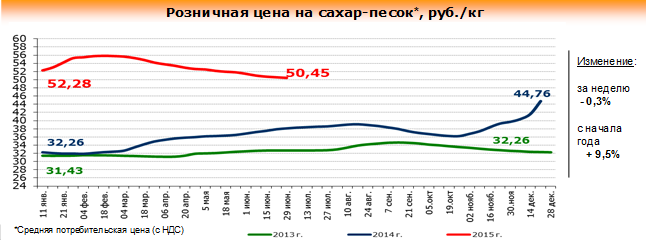 Розничная цена на сахар-песок*, руб./кг
60
58
56
54
52
50
48
46
44
42
40
38
36
34
32
30
28
26
24
52,28
50,45
44,76
32,26
32,26
31,43
11 янв.
21 янв.
04 фев.
18 фев.
04 мар.
18 мар.
06 апр.
20 апр.
5 мая
18 мая
01 июн.
15 июн.
29 июн.
13 июл.
27 июл.
10 авг.
24 авг.
07 сен.
21 сен.
05.окт
19.окт
02 нояб.
16 нояб.
30 ноя.
14 дек.
28 дек.
Изменение:
за неделю
- 0,3%
с начала
года
+ 9,5%
*Средняя потребительская цена (с НДС)
2013 г.
2014 г.
2015 г.